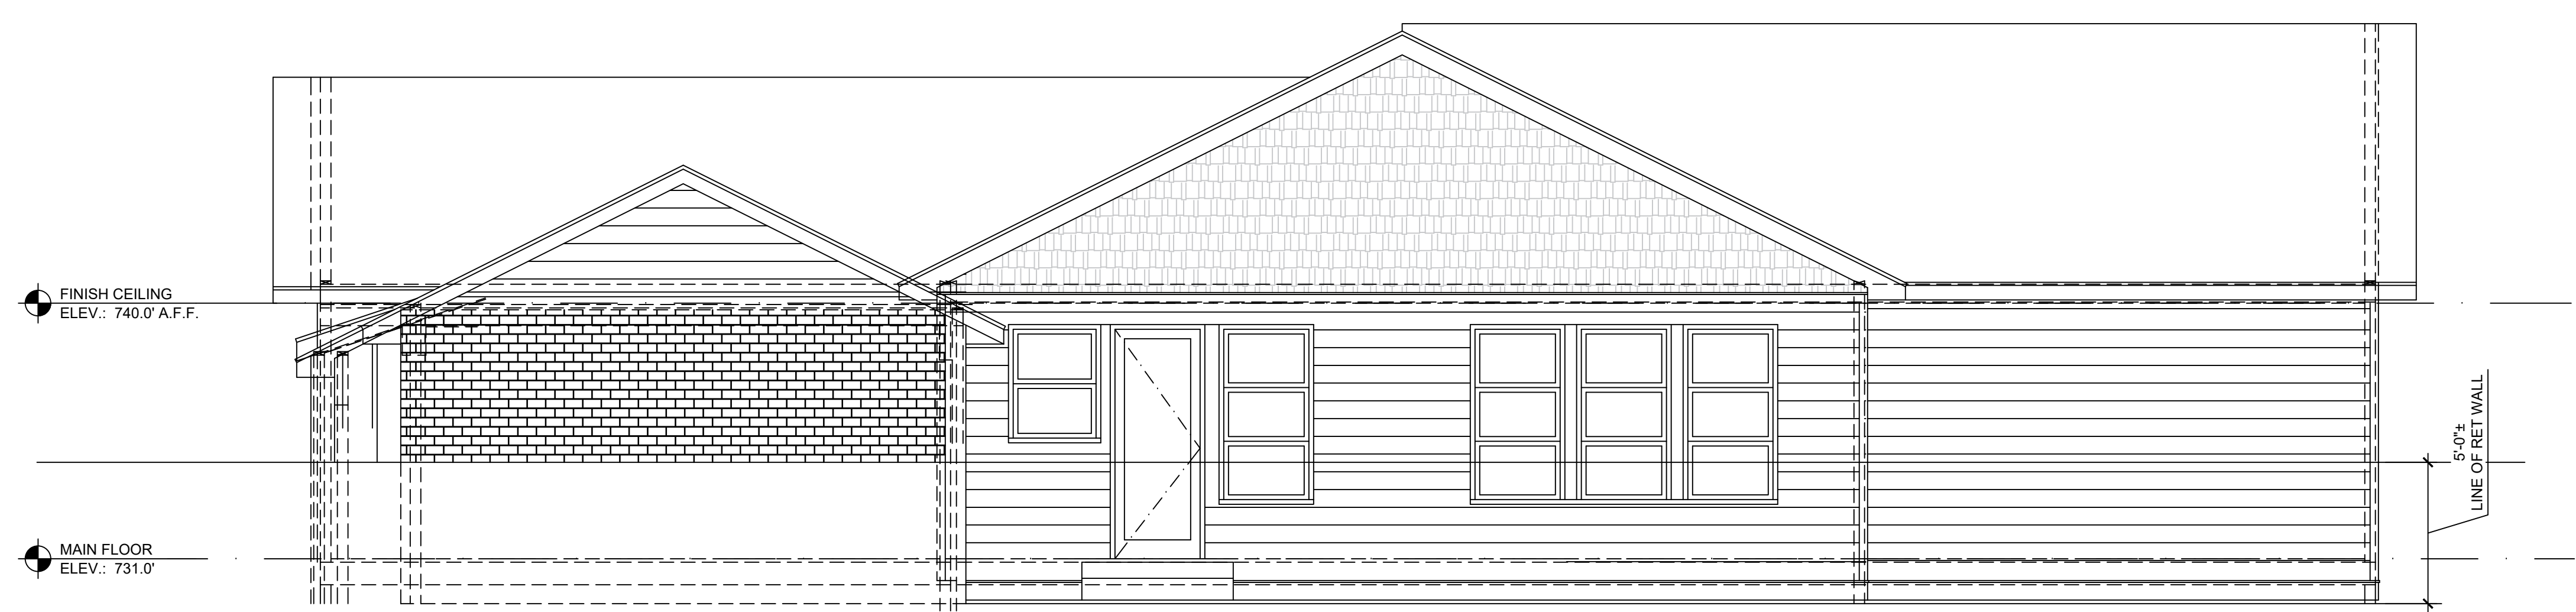 FINISH CEILING
ELEV.: 740.0' A.F.F.
5'-0"±
LINE OF RET WALL
MAIN FLOOR
ELEV.: 731.0'